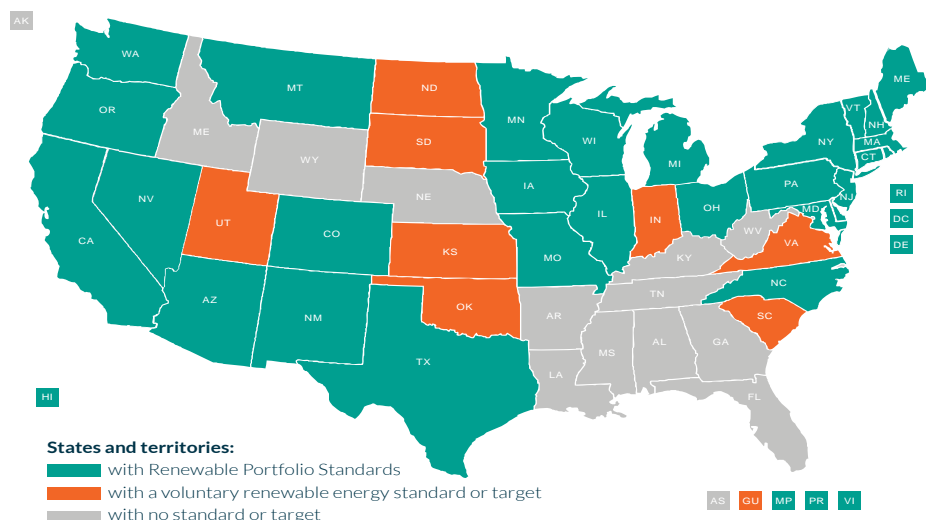 AK
WA
ME
MT
ND
OR
MN
VT
NH
ME
SD
WI
NY
MA
WY
MI
CT
IA
PA
NV
NE
RI
IL
OH
NJ
MD
UT
IN
DC
CO
WV
CA
VA
DE
KS
MO
KY
NC
AZ
TN
OK
NM
AR
SC
TX
GA
AL
MS
LA
HI
FL
States and territories:
with Renewable Portfolio Standards
with a voluntary renewable energy standard or target
with no standard or target
AS GU MP PR VI